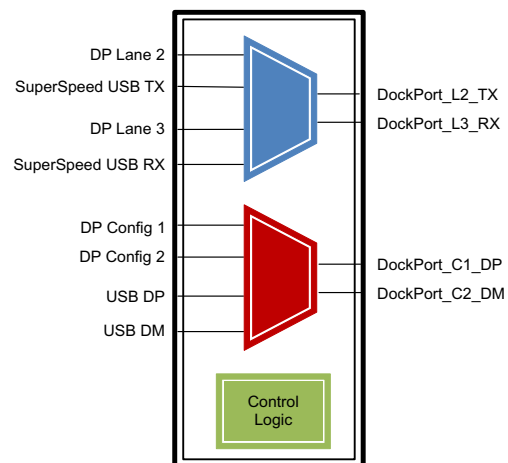 DP Lane 2
SuperSpeed USB TX
DP Lane 3
SuperSpeed USB RX
DockPort_L2_TX
DockPort_L3_RX
DP Config 1
DP Config 2
USB DP
USB DM
DockPort_C1_DP
DockPort_C2_DM
Control
Logic